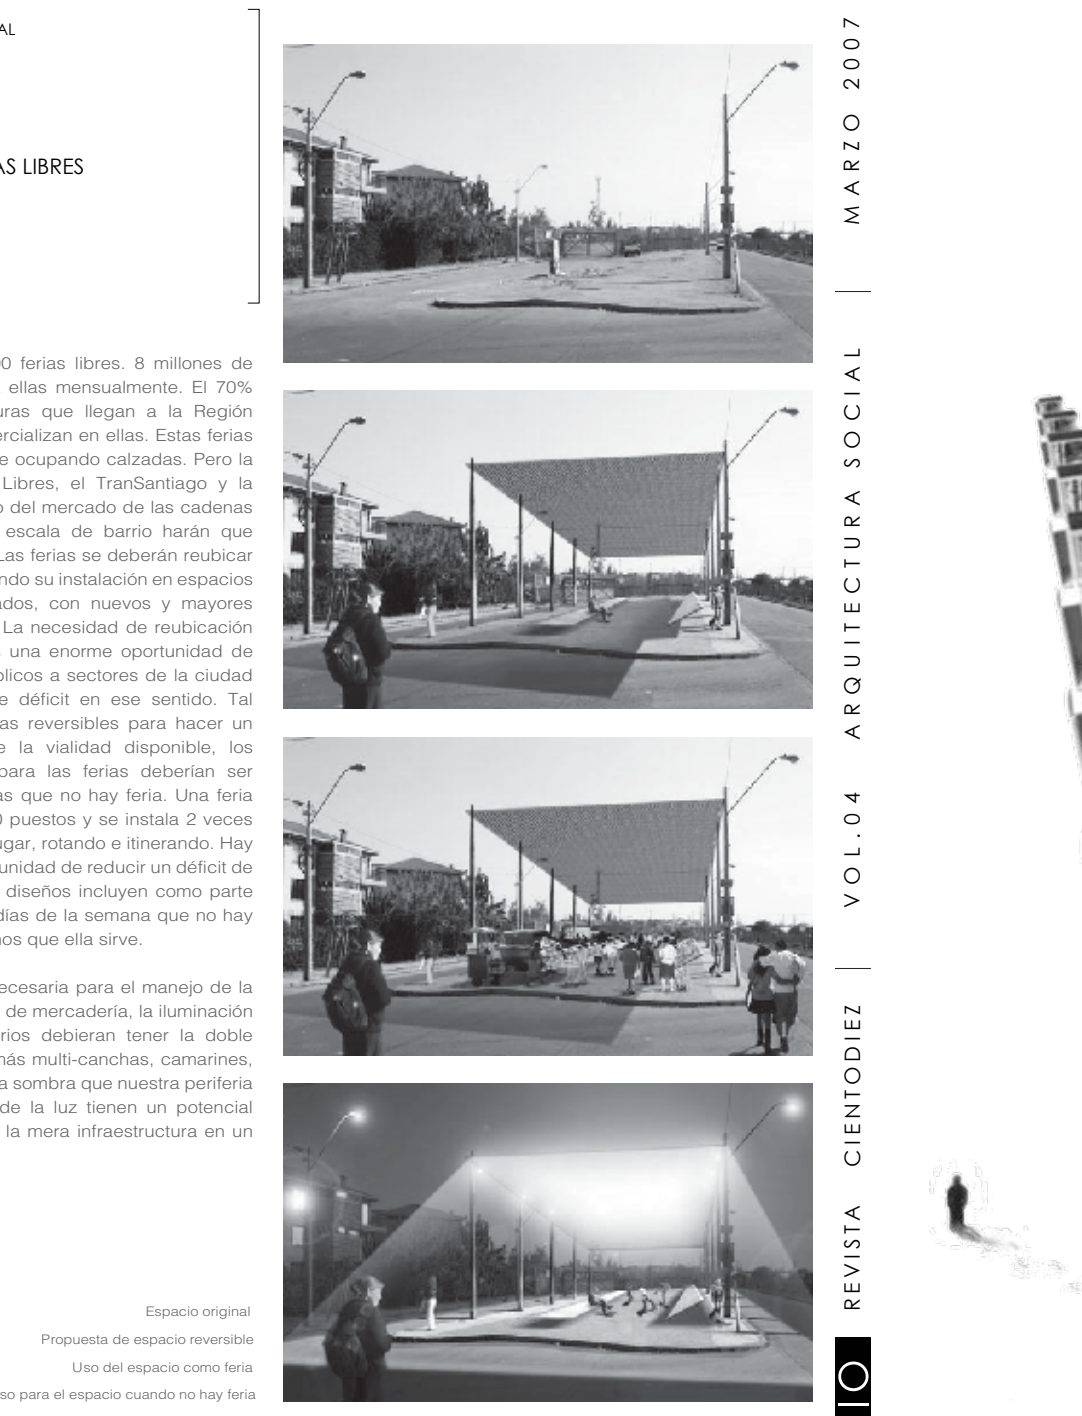 AL
AS LIBRES
00 ferias libres. 8 millones de
ellas mensualmente. El 70%
uras que llegan a la Región
ercializan en ellas. Estas ferias
e ocupando calzadas. Pero la
Libres, el TranSantiago y la
o del mercado de las cadenas
escala de barrio harán que
Las ferias se deberán reubicar
ndo su instalación en espacios
ados, con nuevos y mayores
La necesidad de reubicación
una enorme oportunidad de
blicos a sectores de la ciudad
e déficit en ese sentido. Tal
as reversibles para hacer un
e la vialidad disponible, los
para las ferias deberían ser
as que no hay feria. Una feria
0 puestos y se instala 2 veces
ugar, rotando e itinerando. Hay
unidad de reducir un déficit de
diseños incluyen como parte
días de la semana que no hay
nos que ella sirve.
ecesaria para el manejo de la
de mercadería, la iluminación
rios debieran tener la doble
más multi-canchas, camarines,
a sombra que nuestra periferia
de la luz tienen un potencial
la mera infraestructura en un
Espacio original
Propuesta de espacio reversible
Uso del espacio como feria
so para el espacio cuando no hay feria
10 REVISTA CIENTODIEZ | VOL.04 ARQUITECTURA SOCIAL | MARZO 2007